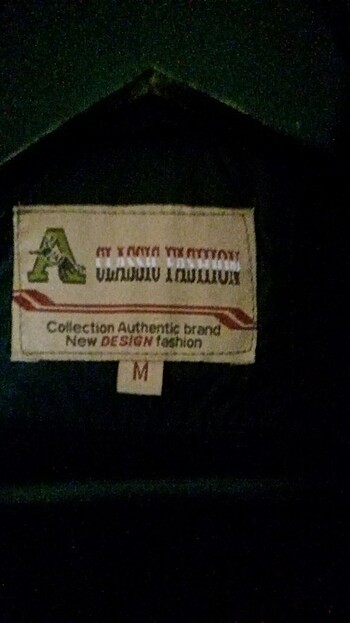 A CLASSIC FASHION
Collection Authentic brand
New DESIGN fashion
M